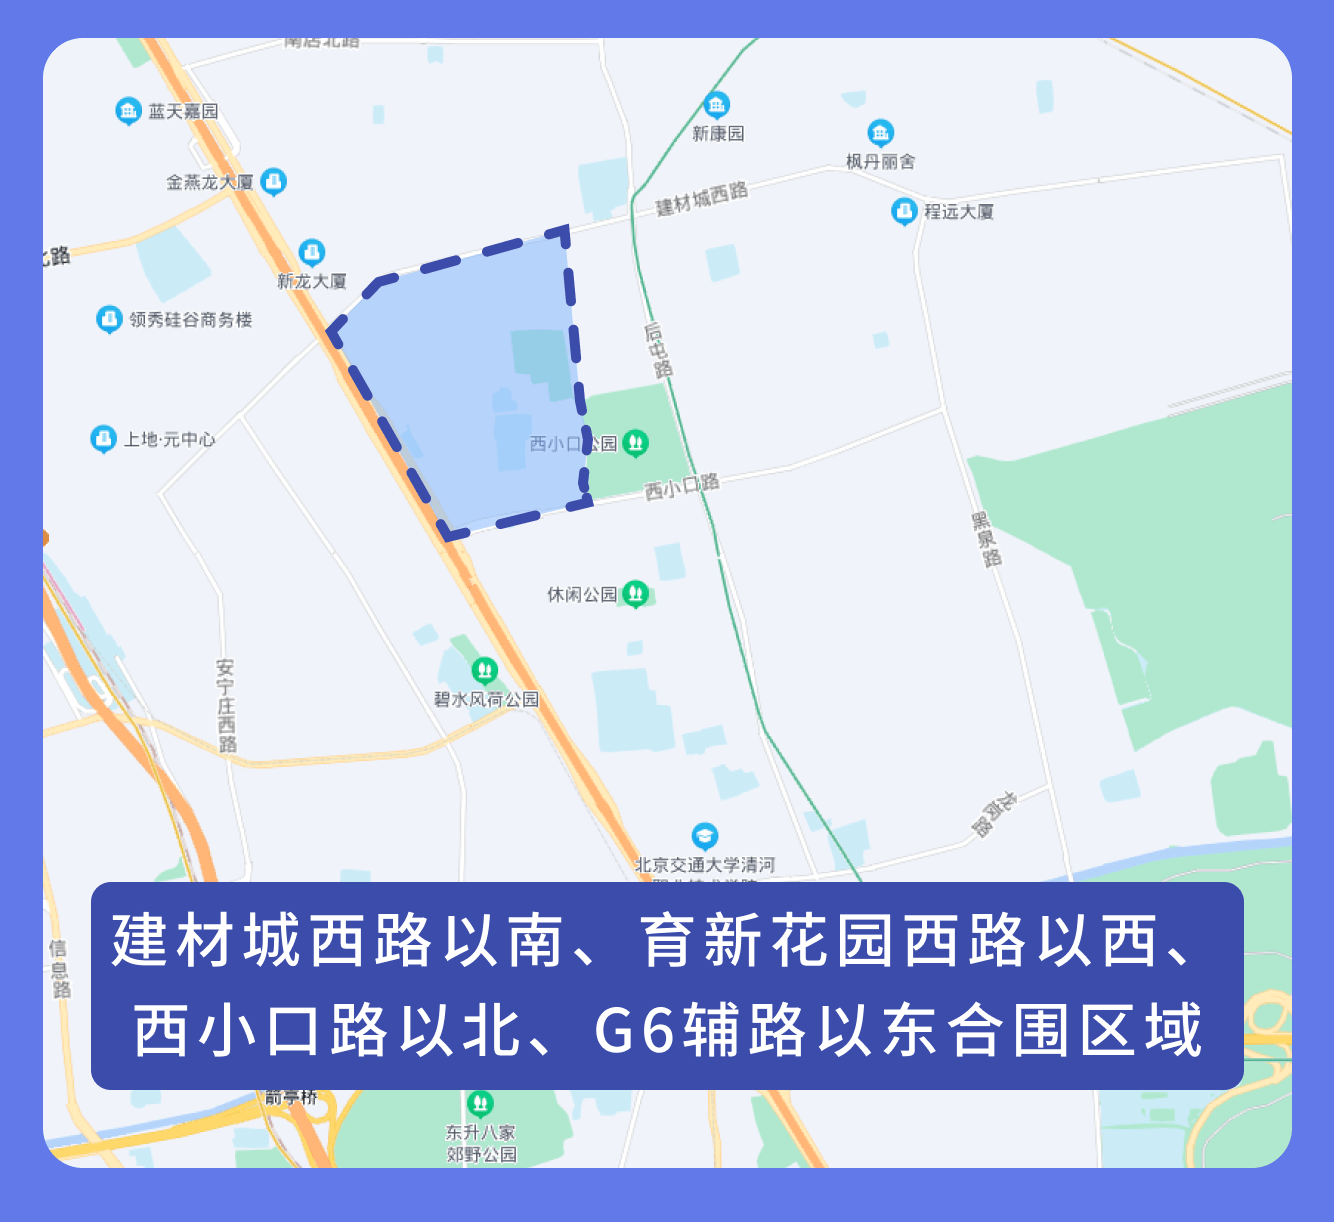 南店北路
蓝天嘉园
新康园
枫丹丽舍
金燕龙大厦
建材城西路
程远大厦
北路
新龙大厦
领秀硅谷商务楼
后屯路
上地·元中心
西小口公园
西小口路
黑泉路
休闲公园
安宁庄西路
碧水风荷公园
龙岗路
北京交通大学清河
建材城西路以南、育新花园西路以西、
西小口路以北、G6辅路以东合围区域
信息路
箭亭桥
东升八家
郊野公园